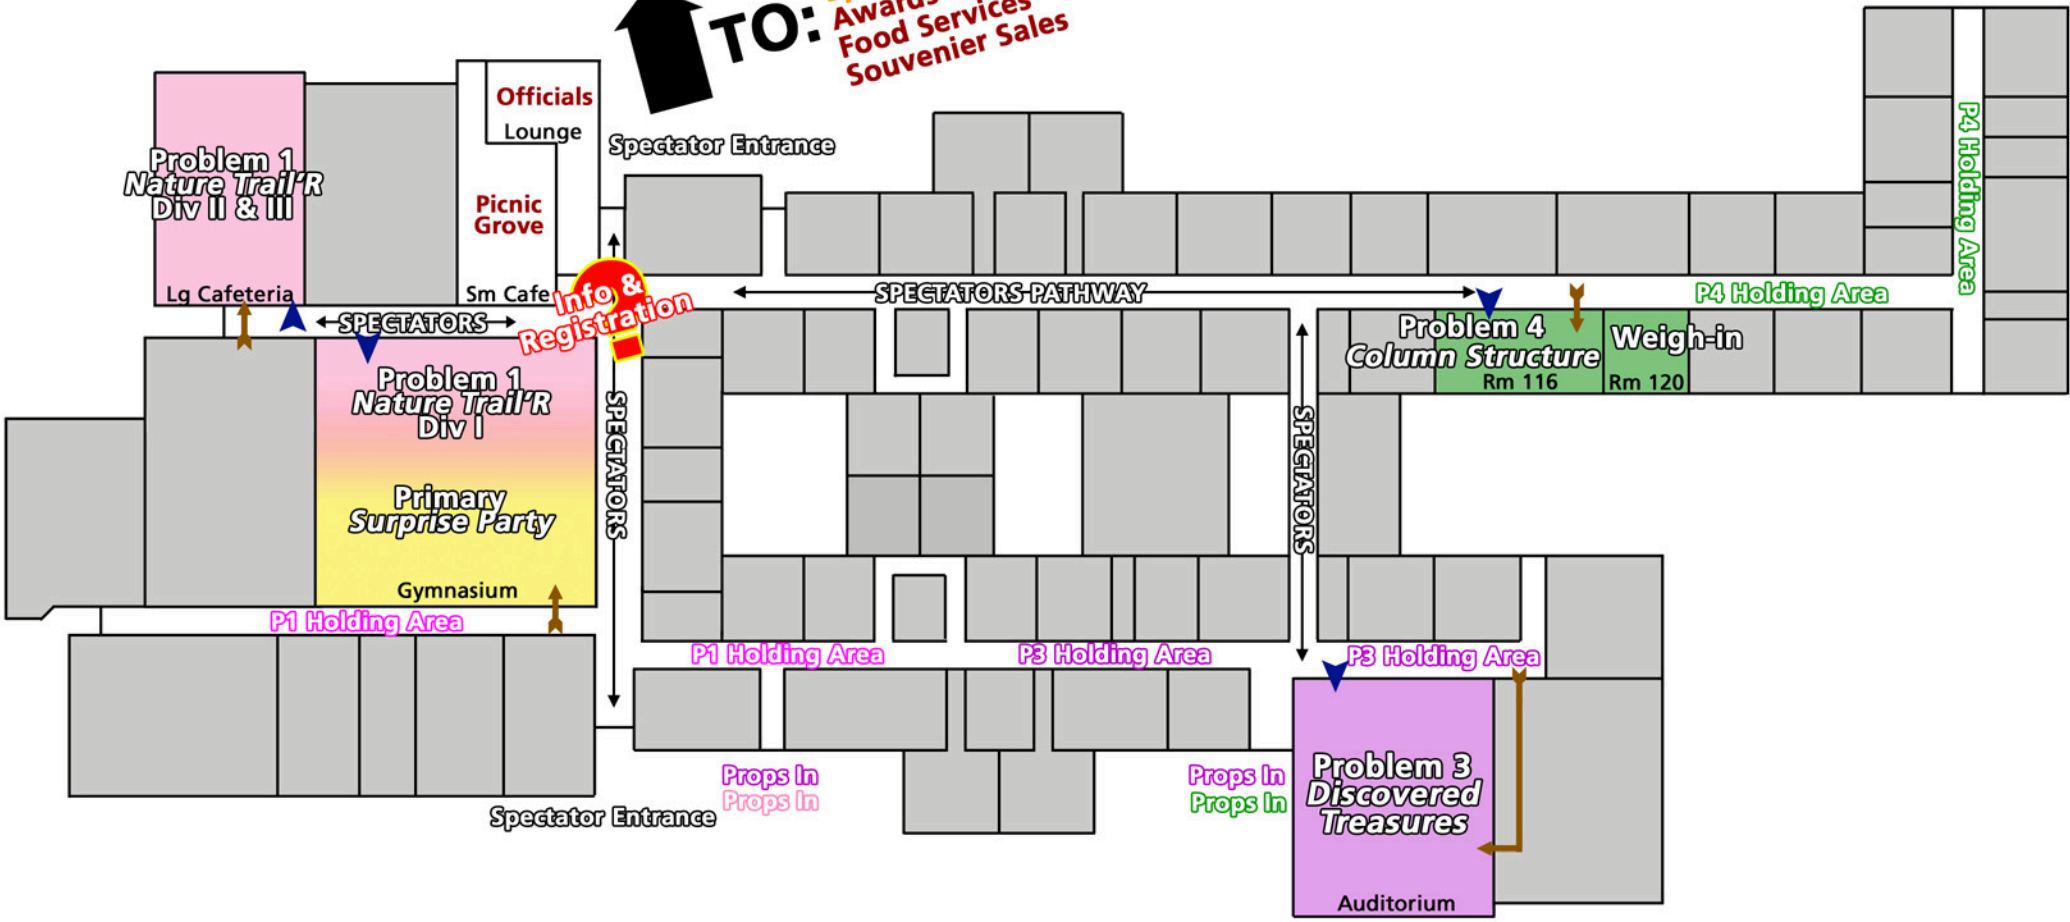 TO:
Awards
Food Services
Souvenier Sales
Officials
Lounge
Picnic
Grove
Sm Cafe
Problem 1
Nature Trail'R
Div II & III
Lg Cafeteria
Spectator Entrance
Info &
Registration
SPECTATORS
SPECTATORS PATHWAY
P4 Holding Area
P4 Holding Area
Problem 4
Column Structure
Rm 116
Weigh-in
Rm 120
Problem 1
Nature Trail'R
Div I
Primary
Surprise Party
Gymnasium
SPECTATORS
SPECTATORS
P1 Holding Area
P1 Holding Area
P3 Holding Area
P3 Holding Area
Props In
Props In
Props In
Props In
Spectator Entrance
Problem 3
Discovered
Treasures
Auditorium